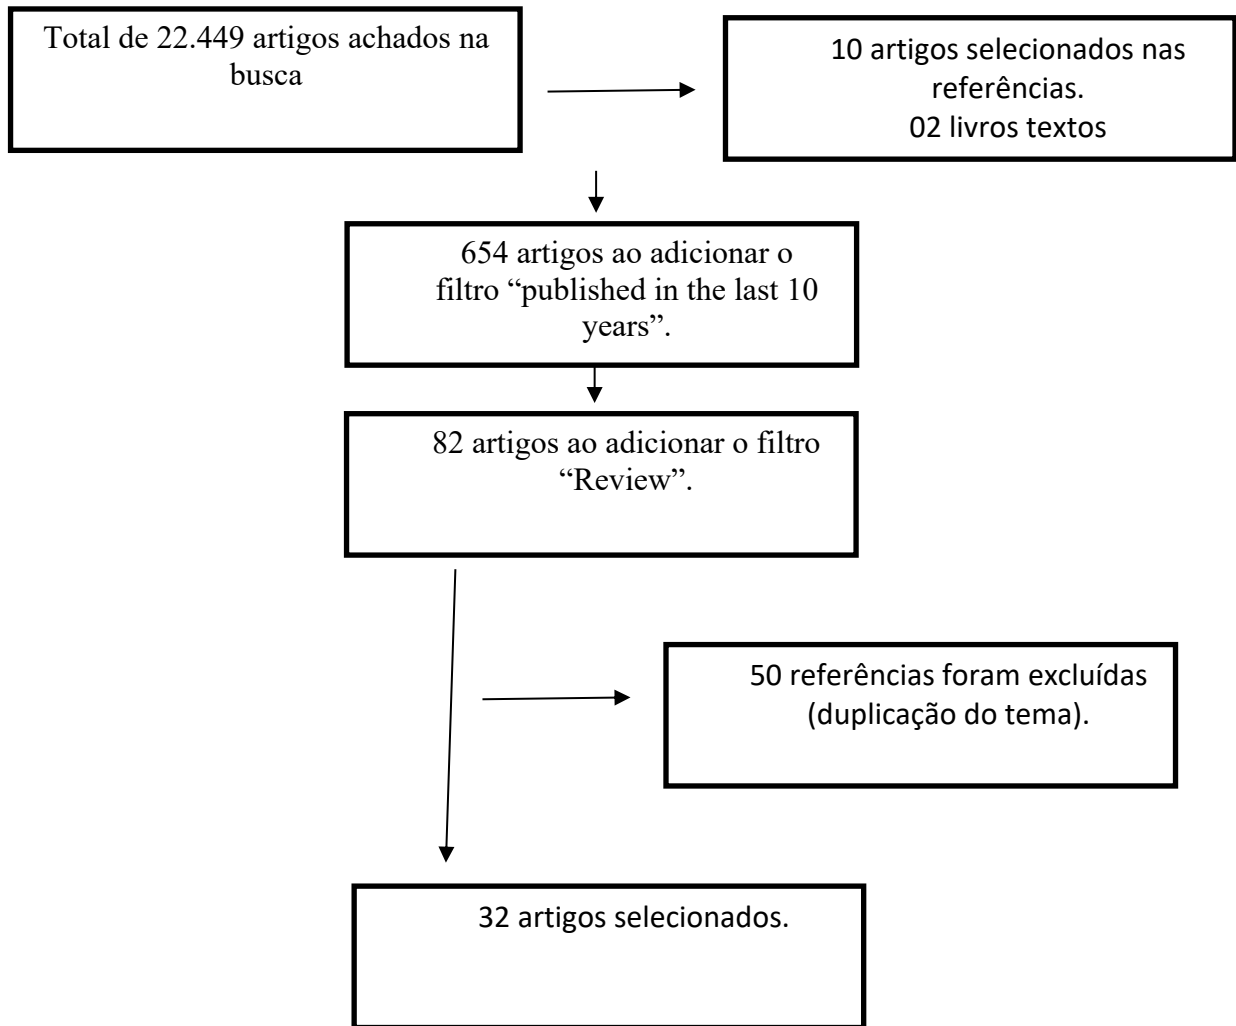 Total de 22.449 artigos achados na
busca
10 artigos selecionados nas
referências.
02 livros textos
654 artigos ao adicionar o
filtro “published in the last 10
years”.
82 artigos ao adicionar o filtro
“Review”.
50 referências foram excluídas
(duplicação do tema).
32 artigos selecionados.